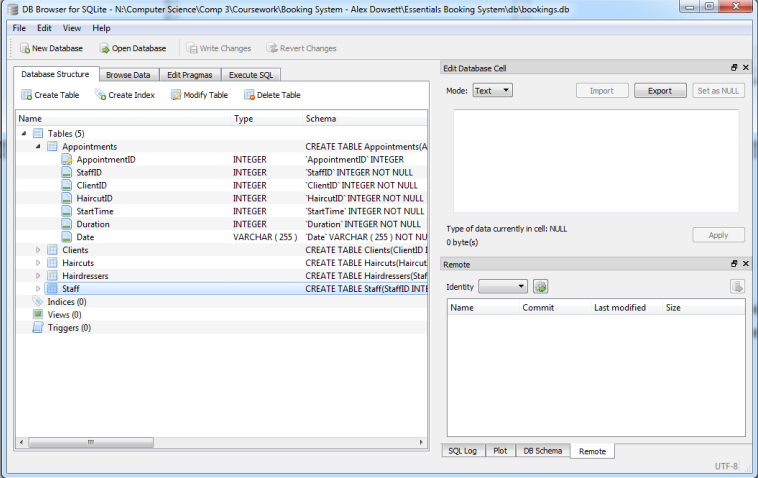 DB Browser for SQLite - N:\Computer Science\Comp 3\Coursework\Booking System - Alex Dowsett\Essentials Booking System\db\bookings.db
File Edit View Help
New Database Open Database Write Changes Revert Changes
Database Structure Browse Data Edit Pragmas Execute SQL
Create Table Create Index Modify Table Delete Table
Name Type Schema
Tables (5)
Appointments CREATE TABLE Appointments(A
AppointmentID INTEGER `AppointmentID` INTEGER
StaffID INTEGER `StaffID` INTEGER NOT NULL
ClientID INTEGER `ClientID` INTEGER NOT NULL
HaircutID INTEGER `HaircutID` INTEGER NOT NULL
StartTime INTEGER `StartTime` INTEGER NOT NULL
Duration INTEGER `Duration` INTEGER NOT NULL
Date VARCHAR ( 255 ) `Date` VARCHAR ( 255 ) NOT NU
Clients CREATE TABLE Clients(ClientID I
Haircuts CREATE TABLE Haircuts(Haircut
Hairdressers CREATE TABLE Hairdressers(Staf
Staff CREATE TABLE Staff(StaffID INTE
Indices (0)
Views (0)
Triggers (0)
Edit Database Cell
Mode: Text Import Export Set as NULL
Type of data currently in cell: NULL
0 byte(s)
Apply
Remote
Identity
Name Commit Last modified Size
SQL Log Plot DB Schema Remote
UTF-8